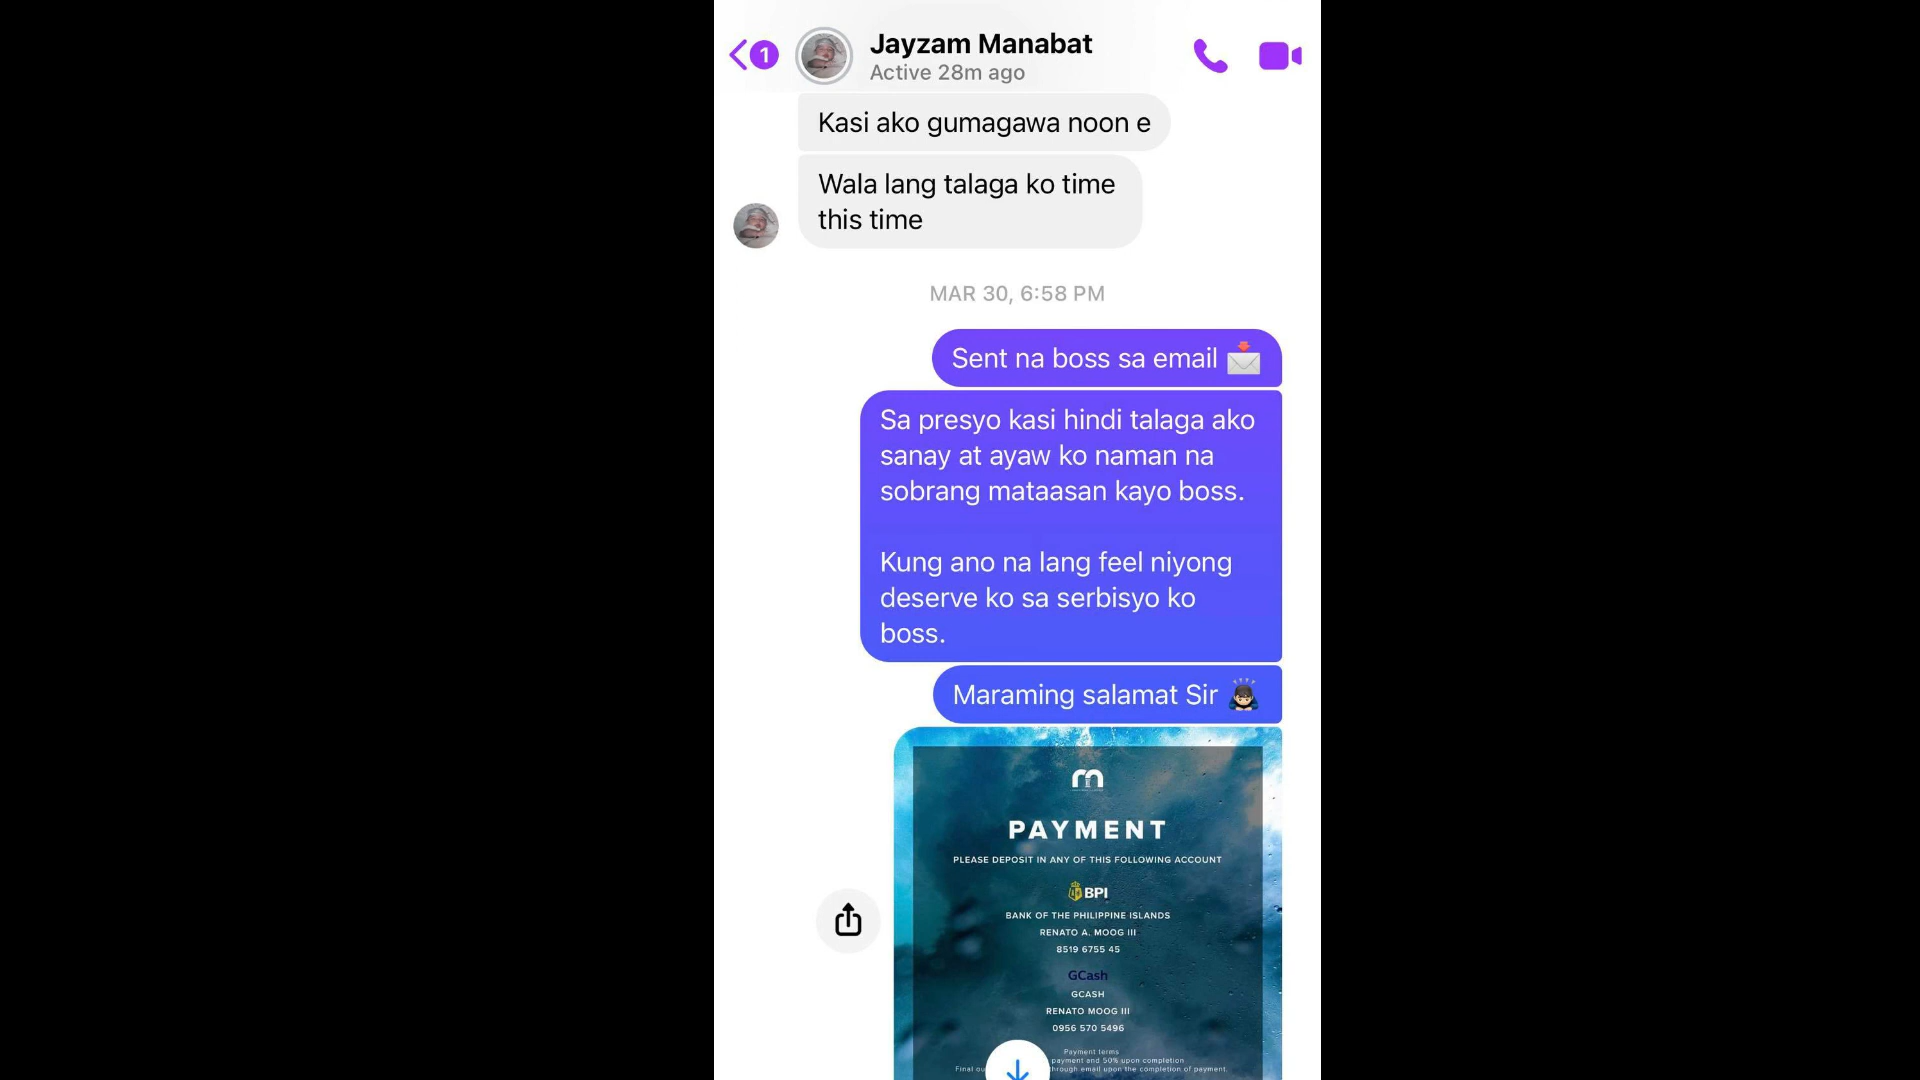 1
Jayzam Manabat
Active 28m ago
Kasi ako gumagawa noon e
Wala lang talaga ko time
this time
MAR 30, 6:58 PM
Sent na boss sa email
Sa presyo kasi hindi talaga ako
sanay at ayaw ko naman na
sobrang mataasan kayo boss.
Kung ano na lang feel niyong
deserve ko sa serbisyo ko
boss.
Maraming salamat Sir
PAYMENT
PLEASE DEPOSIT IN ANY OF THIS FOLLOWING ACCOUNT
BPI
BANK OF THE PHILIPPINE ISLANDS
RENATO A. MOOG III
8519 6755 45
GCash
GCASH
RENATO MOOG III
0956 570 5496
Payment terms
payment and 50% upon completion
Final through email upon the completion of payment.